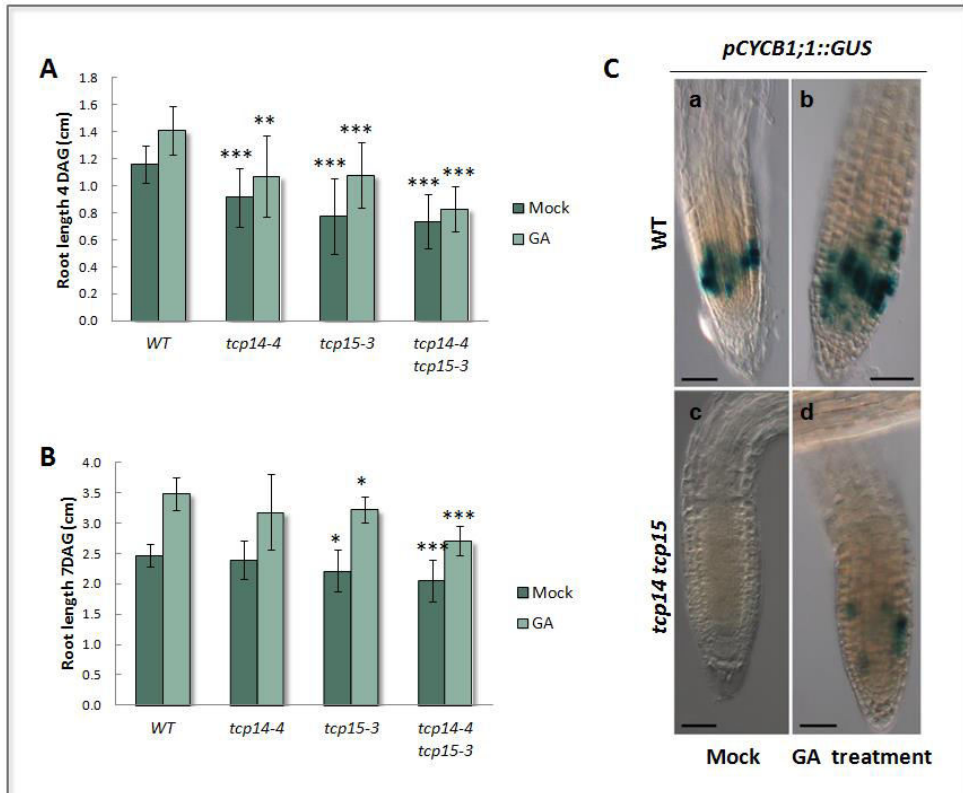 A
Root length 4 DAG (cm)
1.8
1.6
1.4
1.2
1.0
0.8
0.6
0.4
0.2
0.0
*** **
*** ***
*** ***
Mock
GA
WT
tcp14-4
tcp15-3
tcp14-4
tcp15-3
B
Root length 7DAG (cm)
4.0
3.5
3.0
2.5
2.0
1.5
1.0
0.5
0.0
* *
*** ***
Mock
GA
WT
tcp14-4
tcp15-3
tcp14-4
tcp15-3
pCYCB1;1::GUS
C
WT
a
b
tcp14 tcp15
c
d
Mock
GA treatment